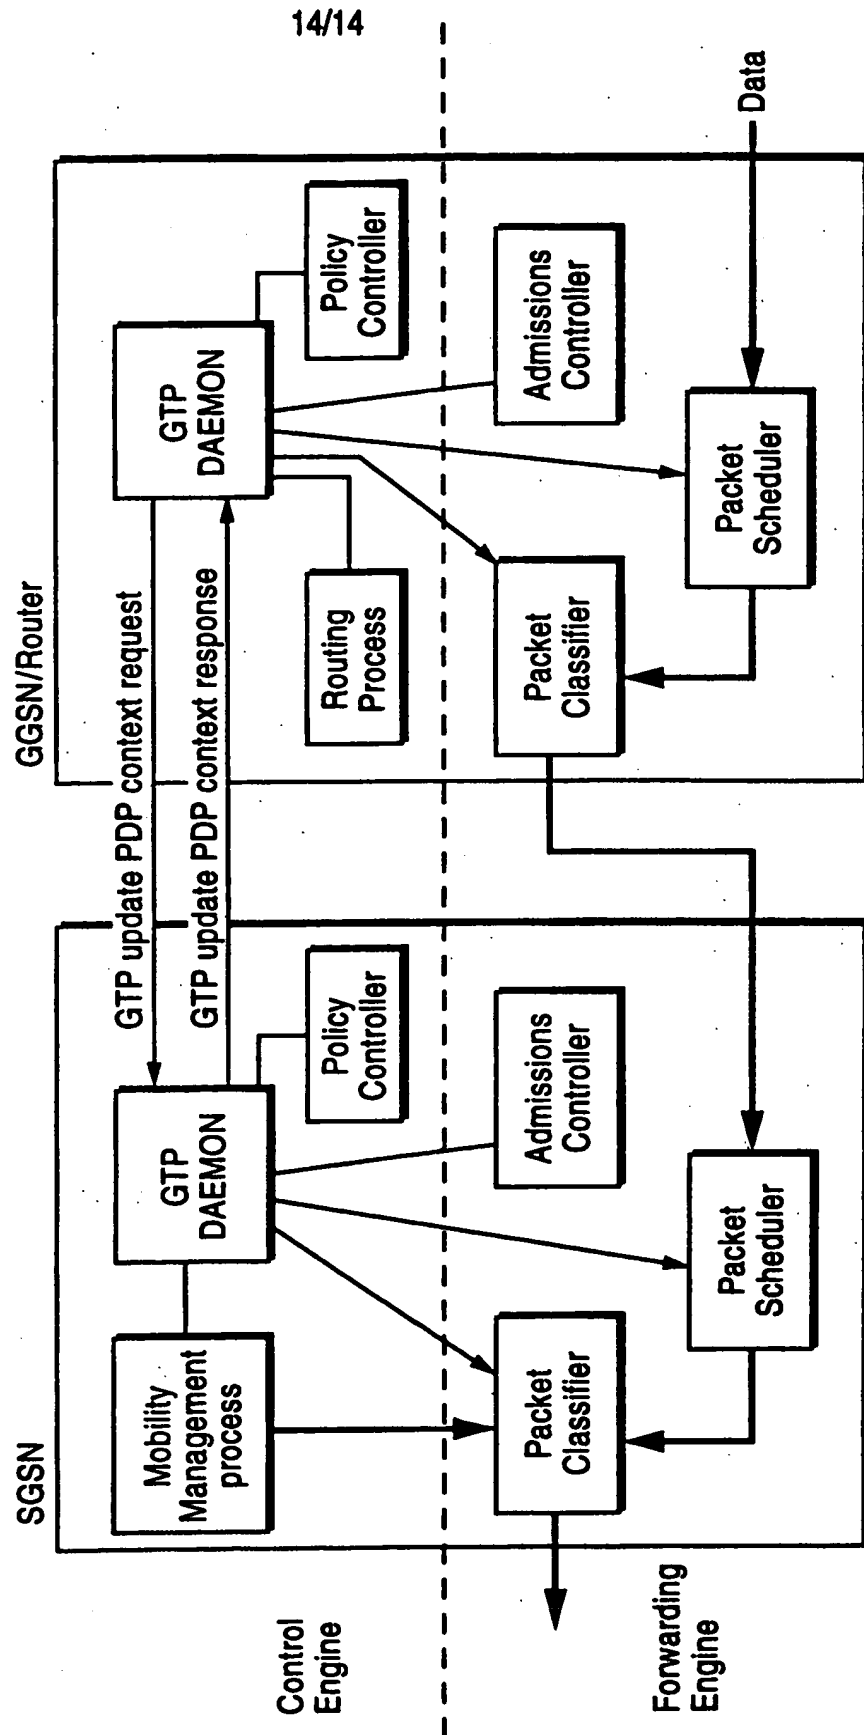 14/14
SGSN
GGSN/Router
Control
Engine
Mobility
Management
process
GTP
DAEMON
GTP update PDP context request
GTP update PDP context response
GTP
DAEMON
Policy
Controller
Routing
Process
Policy
Controller
Forwarding
Engine
Packet
Classifier
Admissions
Controller
Packet
Classifier
Admissions
Controller
Packet
Scheduler
Packet
Scheduler
Data